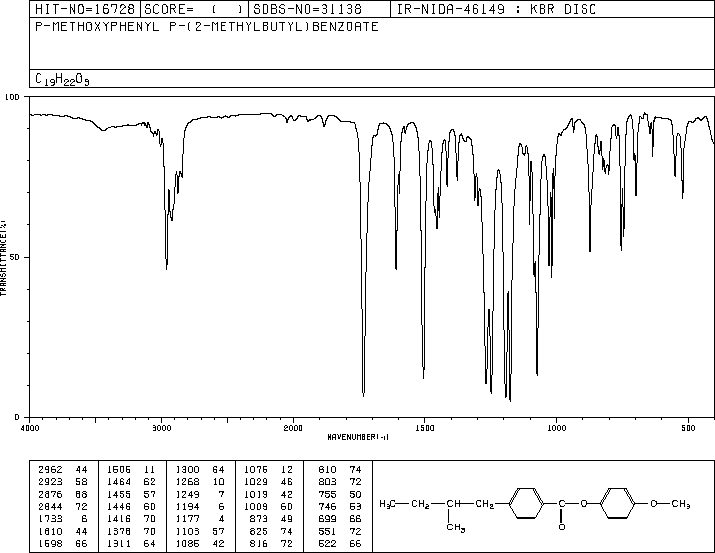 HIT-NO=16728 SCORE= ( ) SDBS-NO=31138 IR-NIDA-46149 : KBR DISC
P-METHOXYPHENYL P-(2-METHYLBUTYL)BENZOATE
C19H22O3
100
50
0
TRANSMITTANCE(%)
4000 3000 2000 1500 1000 500
WAVENUMBER(-1)
2962 44 1506 11 1300 64 1075 12 810 74
2923 58 1464 62 1268 10 1029 46 803 72
2876 68 1455 57 1249 7 1019 42 755 50
2844 72 1446 60 1194 6 1009 60 746 53
1733 6 1416 70 1177 4 873 49 699 66
1610 44 1378 70 1103 57 825 74 551 72
1598 66 1311 64 1085 42 816 72 522 66
H3C CH2 CH CH2 C O O CH3
CH3 O